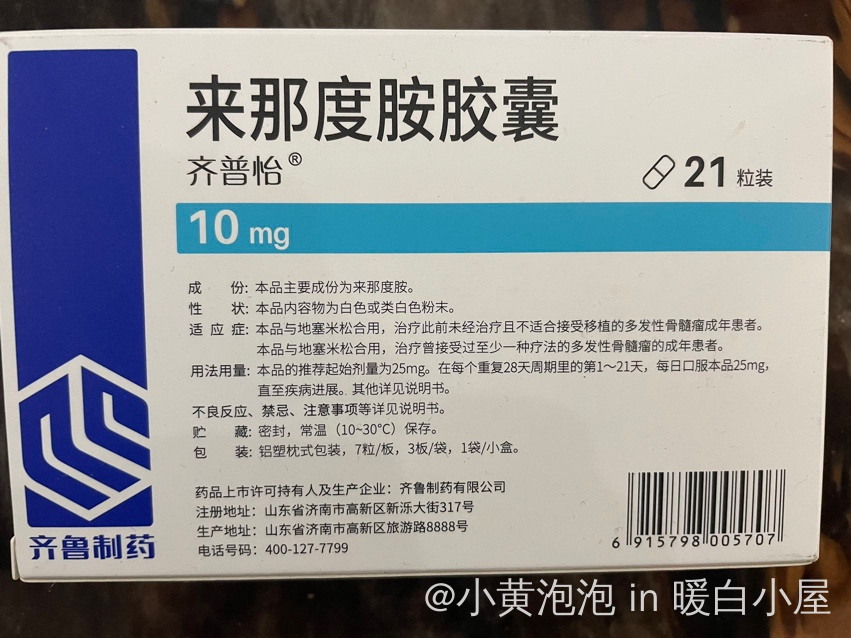 来那度胺胶囊
齐普怡®
21 粒装
10 mg
成 份: 本品主要成份为来那度胺。
性 状: 本品内容物为白色或类白色粉末。
适 应 症: 本品与地塞米松合用，治疗此前未经治疗且不适合接受移植的多发性骨髓瘤成年患者。
本品与地塞米松合用，治疗曾接受过至少一种疗法的多发性骨髓瘤的成年患者。
用法用量: 本品的推荐起始剂量为25mg。在每个重复28天周期里的第1～21天，每日口服本品25mg，
直至疾病进展。其他详见说明书。
不良反应、禁忌、注意事项等详见说明书。
贮 藏: 密封，常温（10~30℃）保存。
包 装: 铝塑枕式包装，7粒/板，3板/袋，1袋/小盒。
药品上市许可持有人及生产企业：齐鲁制药有限公司
注册地址：山东省济南市高新区新泺大街317号
生产地址：山东省济南市高新区旅游路8888号
电话号码：400-127-7799
6 915798 005707
齐鲁制药
@小黄泡泡 in 暖白小屋